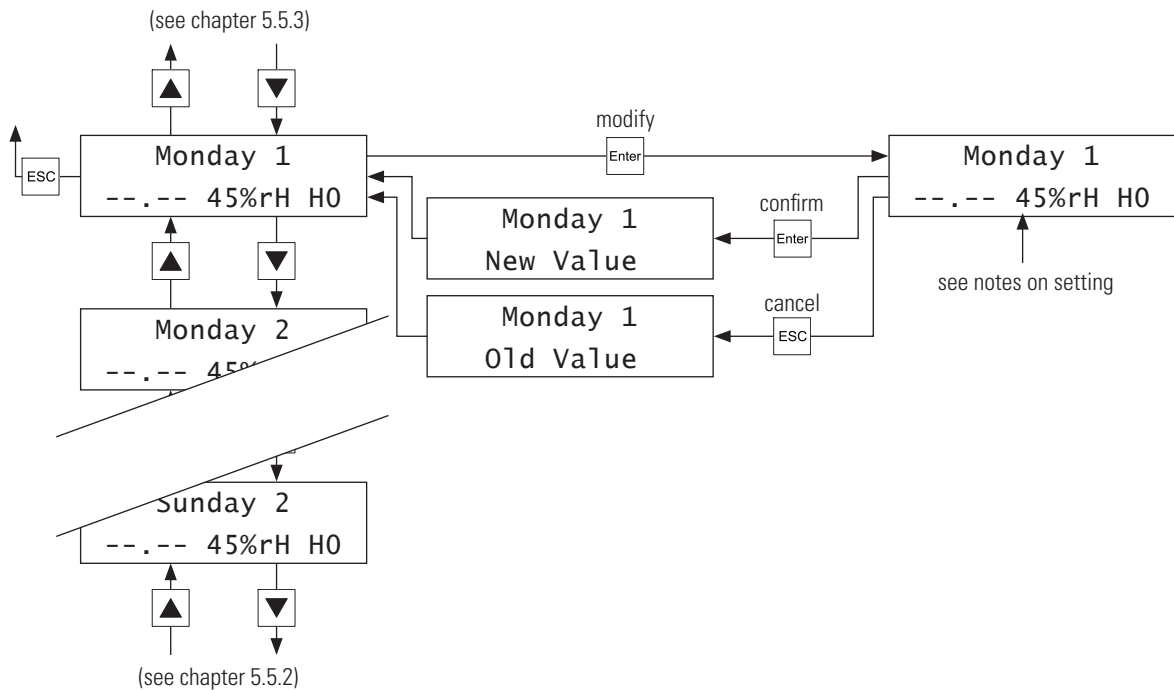 (see chapter 5.5.3)
modify
Monday 1
--.-- 45%rH HO
ESC
Enter
Monday 1
--.-- 45%rH HO
Monday 1
New Value
confirm
Enter
see notes on setting
Monday 2
--.-- 45%
Monday 1
Old Value
cancel
ESC
Sunday 2
--.-- 45%rH HO
(see chapter 5.5.2)